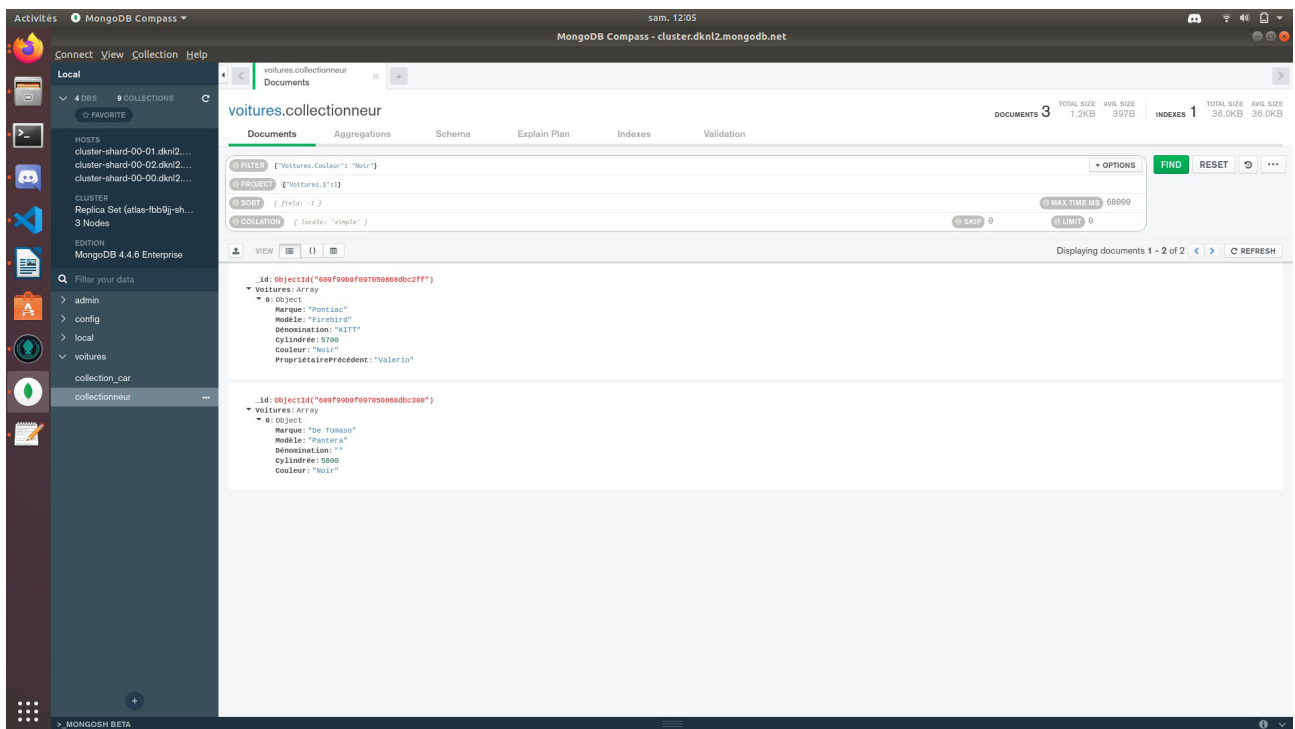 Activités MongoDB Compass sam. 12:05
MongoDB Compass - cluster.dknl2.mongodb.net
Connect View Collection Help
Local
4 DBS 9 COLLECTIONS
FAVORITE
HOSTS
cluster-shard-00-01.dknl2....
cluster-shard-00-02.dknl2....
cluster-shard-00-00.dknl2....
CLUSTER
Replica Set (atlas-fbb9jj-sh...
3 Nodes
EDITION
MongoDB 4.4.6 Enterprise
Filter your data
admin
config
local
voitures
collection_car
collectionneur
voitures.collectionneur
Documents
voitures.collectionneur
DOCUMENTS 3 TOTAL SIZE 1.2KB AVG. SIZE 397B INDEXES 1 TOTAL SIZE 36.0KB AVG. SIZE 36.0KB
Documents Aggregations Schema Explain Plan Indexes Validation
FILTER {"Voitures.Couleur": "Noir"} OPTIONS FIND RESET
PROJECT {"Voitures.$":1}
SORT { field: -1 } MAX TIME MS 60000
COLLATION { locale: 'simple' } SKIP 0 LIMIT 0
VIEW {} Displaying documents 1 - 2 of 2 REFRESH
_id: ObjectId("609f99b9f097050868dbc2ff")
Voitures: Array
0: Object
Marque: "Pontiac"
Modèle: "Firebird"
Dénomination: "KITT"
Cylindrée: 5700
Couleur: "Noir"
PropriétairePrécédent: "Valerio"
_id: ObjectId("609f99b9f097050868dbc300")
Voitures: Array
0: Object
Marque: "De Tomaso"
Modèle: "Pantera"
Dénomination: ""
Cylindrée: 5800
Couleur: "Noir"
>_MONGOSH BETA